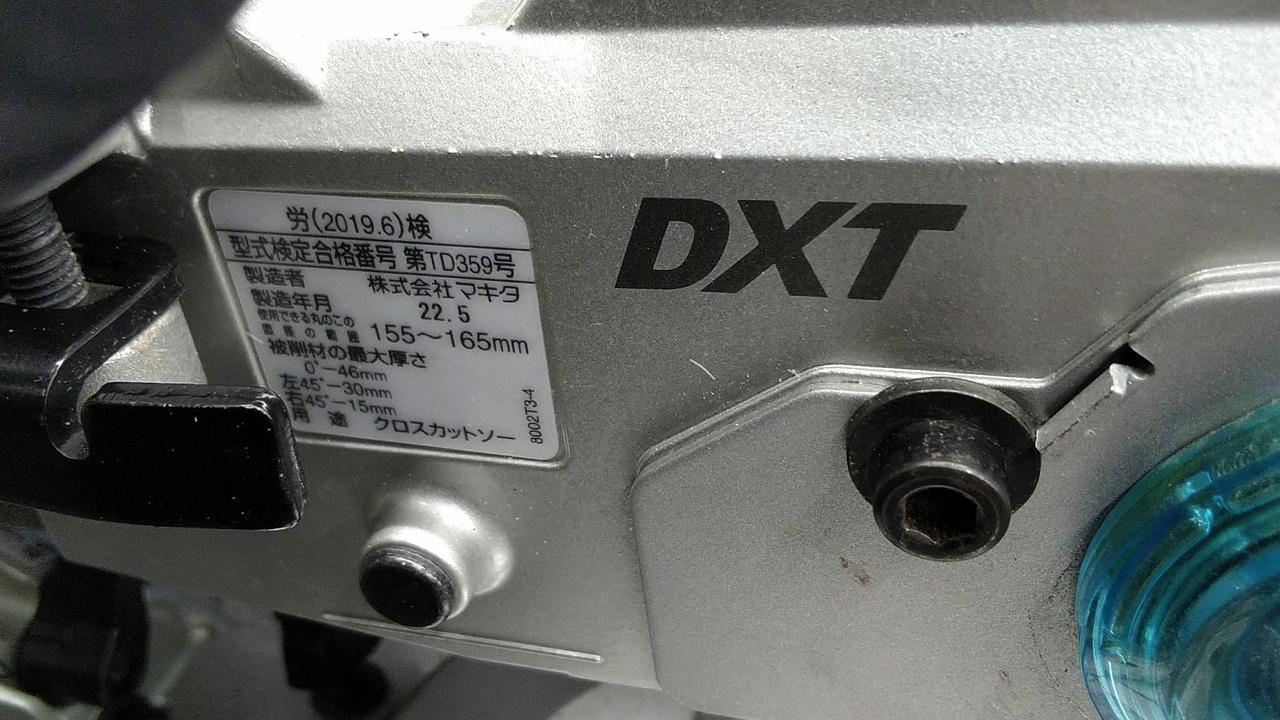 労(2019.6)検
型式検定合格番号 第TD359号
製造者 株式会社マキタ
製造年月 22.5
使用できる丸のこの
直径の範囲 155～165mm
被削材の最大厚さ
0°－46mm
左45°－30mm
右45°－15mm
用途 クロスカットソー
8002T3-4
DXT